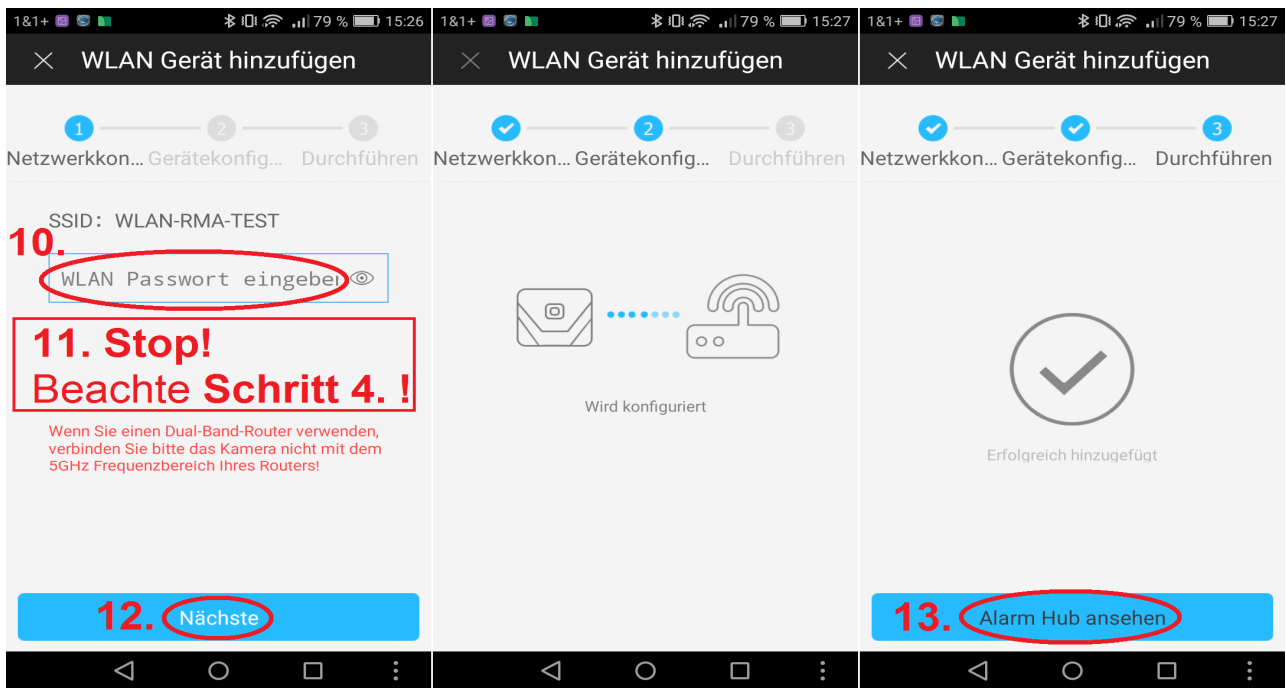 1&1+ 79 % 15:26
WLAN Gerät hinzufügen
1 2 3
Netzwerkkon... Gerätekonfig... Durchführen
SSID: WLAN-RMA-TEST
10.
WLAN Passwort eingeben
11. Stop!
Beachte Schritt 4. !
Wenn Sie einen Dual-Band-Router verwenden,
verbinden Sie bitte das Kamera nicht mit dem
5GHz Frequenzbereich Ihres Routers!
12. Nächste
1&1+ 79 % 15:27
WLAN Gerät hinzufügen
2 3
Netzwerkkon... Gerätekonfig... Durchführen
Wird konfiguriert
1&1+ 79 % 15:27
WLAN Gerät hinzufügen
3
Netzwerkkon... Gerätekonfig... Durchführen
Erfolgreich hinzugefügt
13. Alarm Hub ansehen